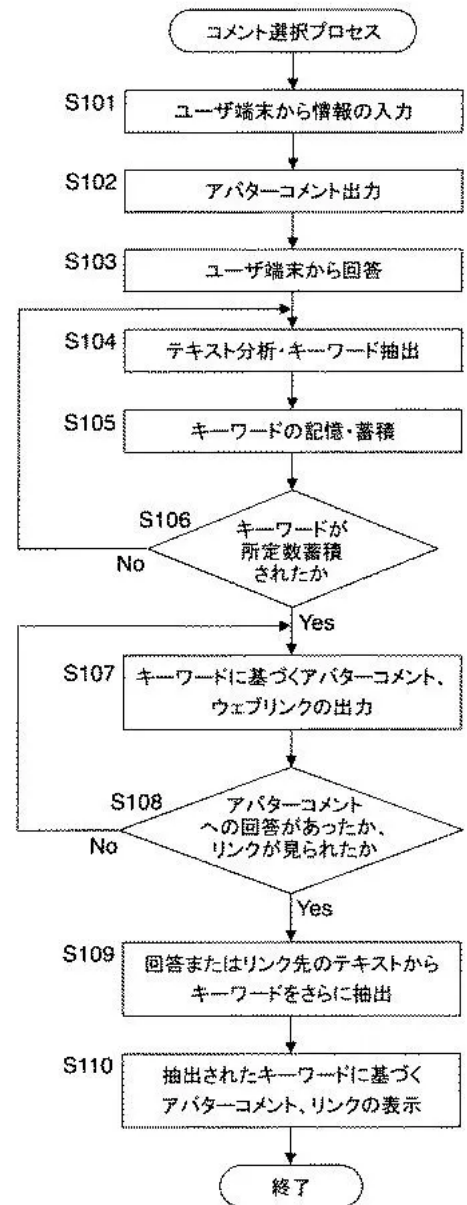 コメント選択プロセス
S101
ユーザ端末から情報の入力
S102
アバターコメント出力
S103
ユーザ端末から回答
S104
テキスト分析・キーワード抽出
S105
キーワードの記憶・蓄積
S106
キーワードが
所定数蓄積
されたか
No
Yes
S107
キーワードに基づくアバターコメント、
ウェブリンクの出力
S108
アバターコメント
への回答があったか、
リンクが見られたか
No
Yes
S109
回答またはリンク先のテキストから
キーワードをさらに抽出
S110
抽出されたキーワードに基づく
アバターコメント、リンクの表示
終了